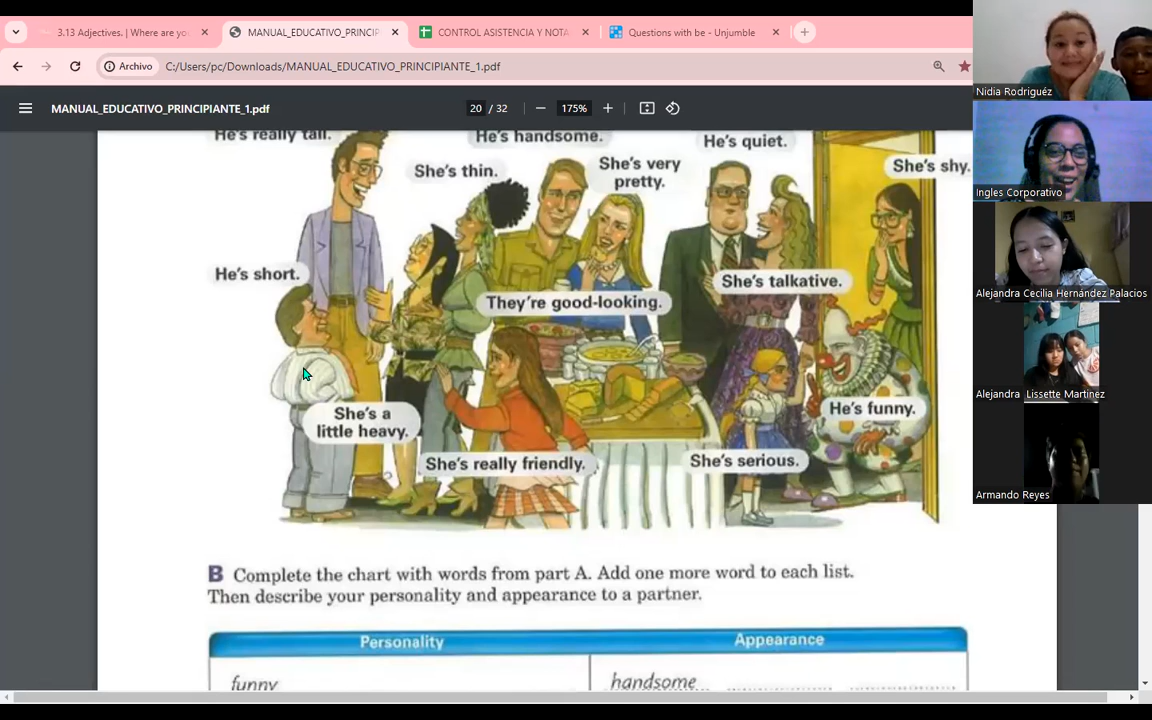 3.13 Adjectives. | Where are yo
MANUAL_EDUCATIVO_PRINCIP
CONTROL ASISTENCIA Y NOTA
Questions with be - Unjumble
Archivo
C:/Users/pc/Downloads/MANUAL_EDUCATIVO_PRINCIPIANTE_1.pdf
MANUAL_EDUCATIVO_PRINCIPIANTE_1.pdf
20 / 32
175%
He's really tall.
He's handsome.
He's quiet.
She's thin.
She's very
pretty.
She's shy.
He's short.
She's talkative.
They're good-looking.
She's a
little heavy.
He's funny.
She's really friendly.
She's serious.
B Complete the chart with words from part A. Add one more word to each list.
Then describe your personality and appearance to a partner.
Personality
Appearance
funny
handsome
Nidia Rodriguéz
Ingles Corporativo
Alejandra Cecilia Hernández Palacios
Alejandra Lissette Martínez
Armando Reyes